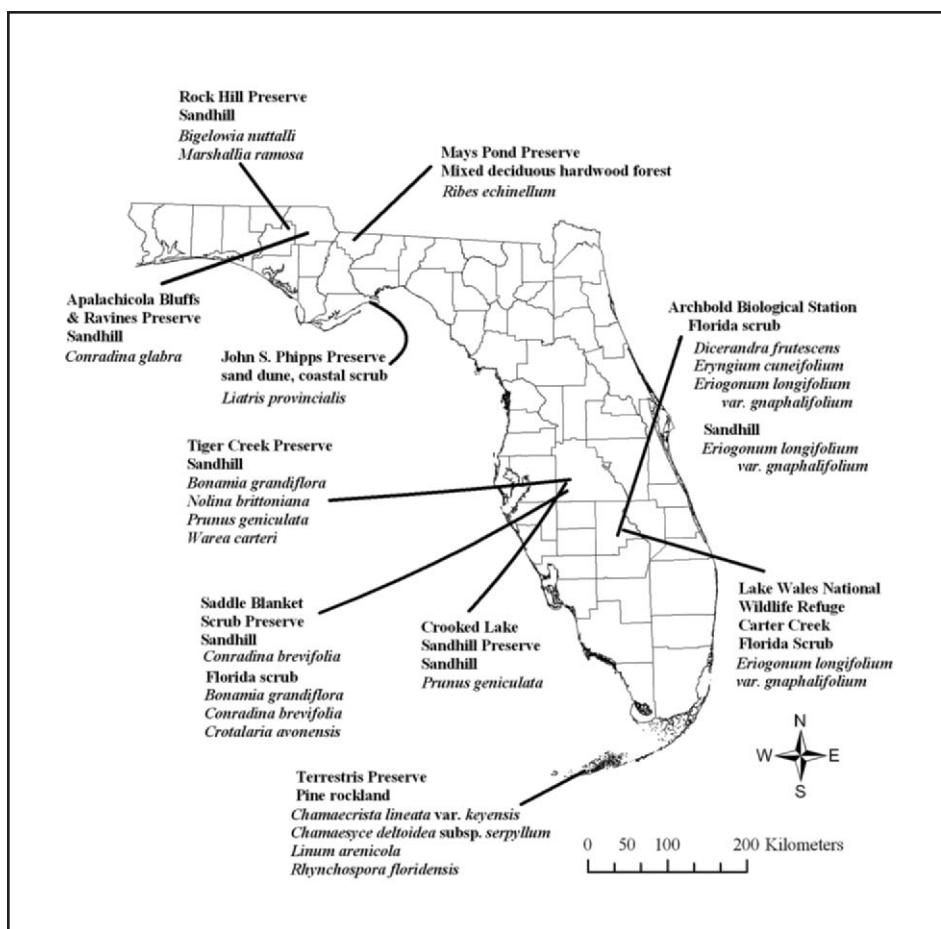 Rock Hill Preserve
Sandhill
Bigelowia nuttalli
Marshallia ramosa
Mays Pond Preserve
Mixed deciduous hardwood forest
Ribes echinellum
Apalachicola Bluffs
& Ravines Preserve
Sandhill
Conradina glabra
John S. Phipps Preserve
sand dune, coastal scrub
Liatris provincialis
Archbold Biological Station
Florida scrub
Dicerandra frutescens
Eryngium cuneifolium
Eriogonum longifolium
var. gnaphalifolium
Sandhill
Eriogonum longifolium
var. gnaphalifolium
Tiger Creek Preserve
Sandhill
Bonamia grandiflora
Nolina brittoniana
Prunus geniculata
Warea carteri
Saddle Blanket
Scrub Preserve
Sandhill
Conradina brevifolia
Florida scrub
Bonamia grandiflora
Conradina brevifolia
Crotalaria avonensis
Crooked Lake
Sandhill Preserve
Sandhill
Prunus geniculata
Lake Wales National
Wildlife Refuge
Carter Creek
Florida Scrub
Eriogonum longifolium
var. gnaphalifolium
Terrestris Preserve
Pine rockland
Chamaecrista lineata var. keyensis
Chamaesyce deltoidea subsp. serpyllum
Linum arenicola
Rhynchospora floridensis
N
W E
S
0 50 100 200 Kilometers